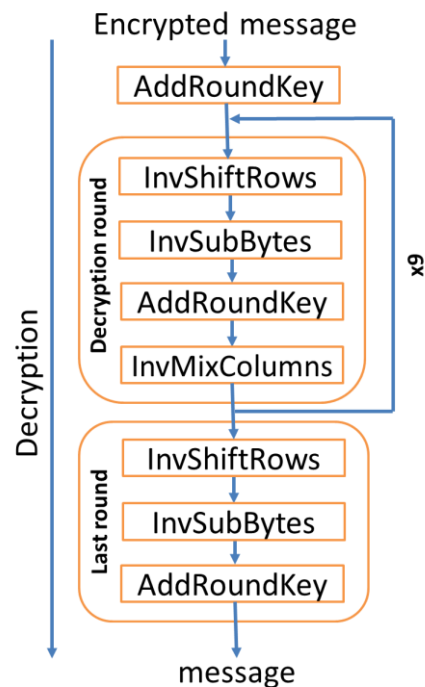 Encrypted message
AddRoundKey
InvShiftRows
InvSubBytes
AddRoundKey
InvMixColumns
Decryption round
x9
InvShiftRows
InvSubBytes
AddRoundKey
Last round
Decryption
message